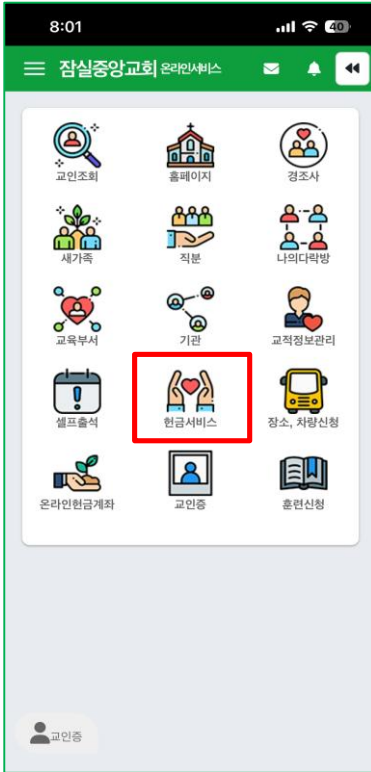 8:01
40
잠실중앙교회 온라인서비스
교인조회 홈페이지 경조사
새가족 직분 나의다락방
교육부서 기관 교적정보관리
셀프출석 헌금서비스 장소, 차량신청
온라인헌금계좌 교인증 훈련신청
교인증